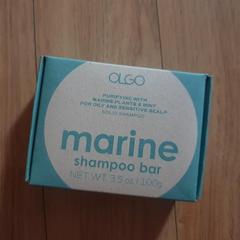 OLGO
PURIFYING WITH
MARINE PLANTS & MINT
FOR OILY AND SENSITIVE SCALP
SOLID SHAMPOO
marine
shampoo bar
NET WT. 3.5 oz / 100g